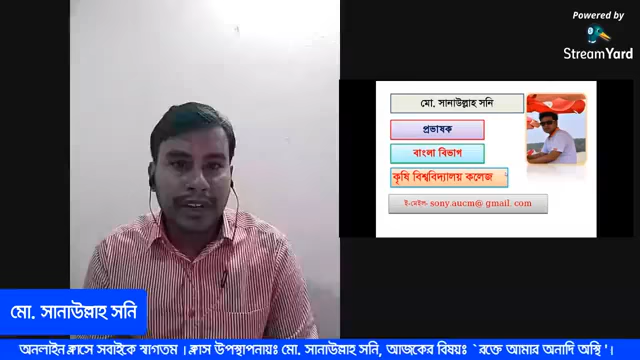 Powered by
StreamYard
মো. সানাউল্লাহ সনি
প্রভাষক
বাংলা বিভাগ
কৃষি বিশ্ববিদ্যালয় কলেজ
ই-মেইল- sony.aucm@ gmail. com
মো. সানাউল্লাহ সনি
অনলাইন ক্লাসে সবাইকে স্বাগতম । ক্লাস উপস্থাপনায়ঃ মো. সানাউল্লাহ সনি, আজকের বিষয়ঃ `রক্তে আমার অনাদি অস্থি '।